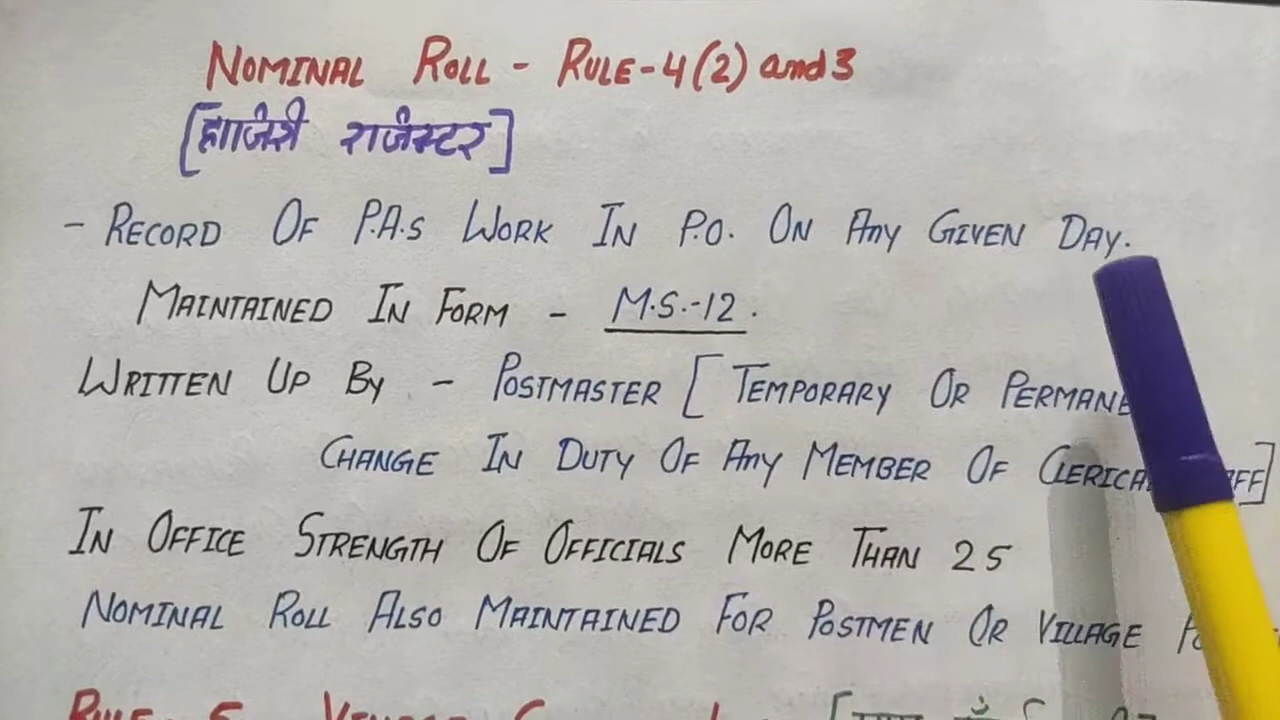 NOMINAL ROLL - RULE-4(2) and 3
[हाजिरी राजेस्टर]
- RECORD OF P.A.s WORK IN P.O. ON ANY GIVEN DAY.
MAINTAINED IN FORM - M.S.-12.
WRITTEN UP BY - POSTMASTER [ TEMPORARY OR
CHANGE IN DUTY OF ANY MEMBER OF
IN OFFICE STRENGTH OF OFFICIALS MORE THAN 25
NOMINAL ROLL ALSO MAINTAINED FOR POSTMEN OR VILLAGE
RULE - 5